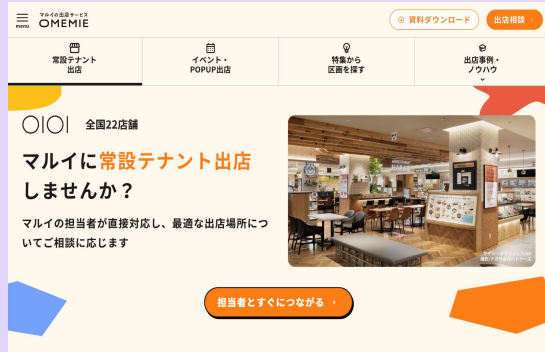 マルイの出店サービス
OMEMIE
menu
資料ダウンロード
出店相談
常設テナント
出店
イベント・
POPUP出店
特集から
区画を探す
出店事例・
ノウハウ
OIOI 全国22店舗
マルイに常設テナント出店
しませんか？
マルイの担当者が直接対応し、最適な出店場所につ
いてご相談に応じます
担当者とすぐにつながる